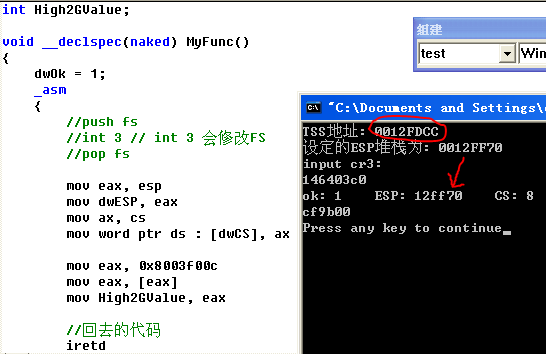 int High2GValue;
void __declspec(naked) MyFunc()
{
dwOk = 1;
_asm
{
//push fs
//int 3 // int 3 会修改FS
//pop fs
mov eax, esp
mov dwESP, eax
mov ax, cs
mov word ptr ds : [dwCS], ax
mov eax, 0x8003f00c
mov eax, [eax]
mov High2GValue, eax
//回去的代码
iretd
组建
test
Win
"C:\Documents and Settings\
TSS地址: 0012FDCC
设定的ESP堆栈为: 0012FF70
input cr3:
146403c0
ok: 1 ESP: 12ff70 CS: 8
cf9b00
Press any key to continue_